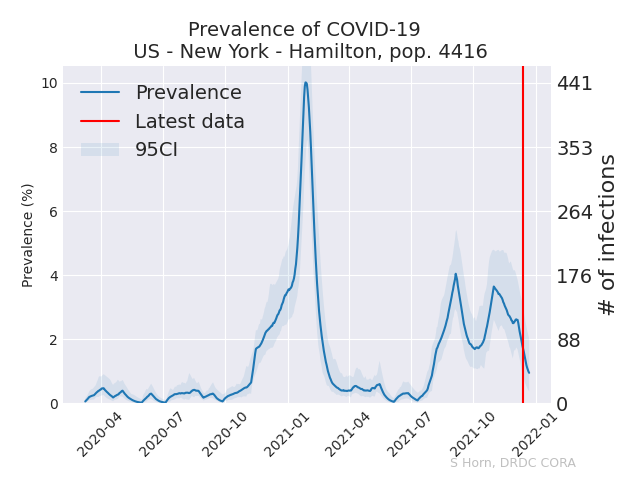 Prevalence of COVID-19
US - New York - Hamilton, pop. 4416
Prevalence
Latest data
95CI
Prevalence (%)
10
8
6
4
2
0
441
353
264
176
88
0
# of infections
2020-04
2020-07
2020-10
2021-01
2021-04
2021-07
2021-10
2022-01
S Horn, DRDC CORA